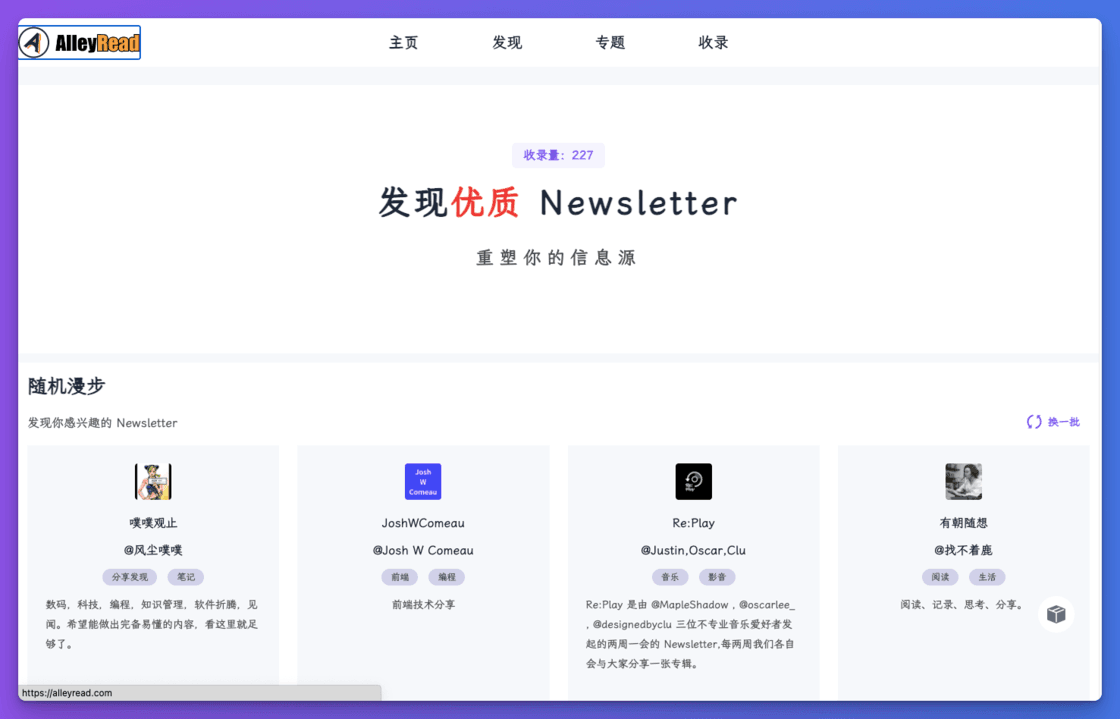 AlleyRead
主页 发现 专题 收录
收录量：227
发现优质 Newsletter
重塑你的信息源
随机漫步
发现你感兴趣的 Newsletter
换一批
噗噗观止
@风尘噗噗
分享发现 笔记
数码，科技，编程，知识管理，软件折腾，见
闻。希望能做出完备易懂的内容，看这里就足
够了。
Josh
W
Comeau
JoshWComeau
@Josh W Comeau
前端 编程
前端技术分享
Re:Play
@Justin,Oscar,Clu
音乐 影音
Re:Play 是由 @MapleShadow , @oscarlee_
, @designedbyclu 三位不专业音乐爱好者发
起的两周一会的 Newsletter,每两周我们各自
会与大家分享一张专辑。
有朝随想
@找不着鹿
阅读 生活
阅读、记录、思考、分享。
https://alleyread.com